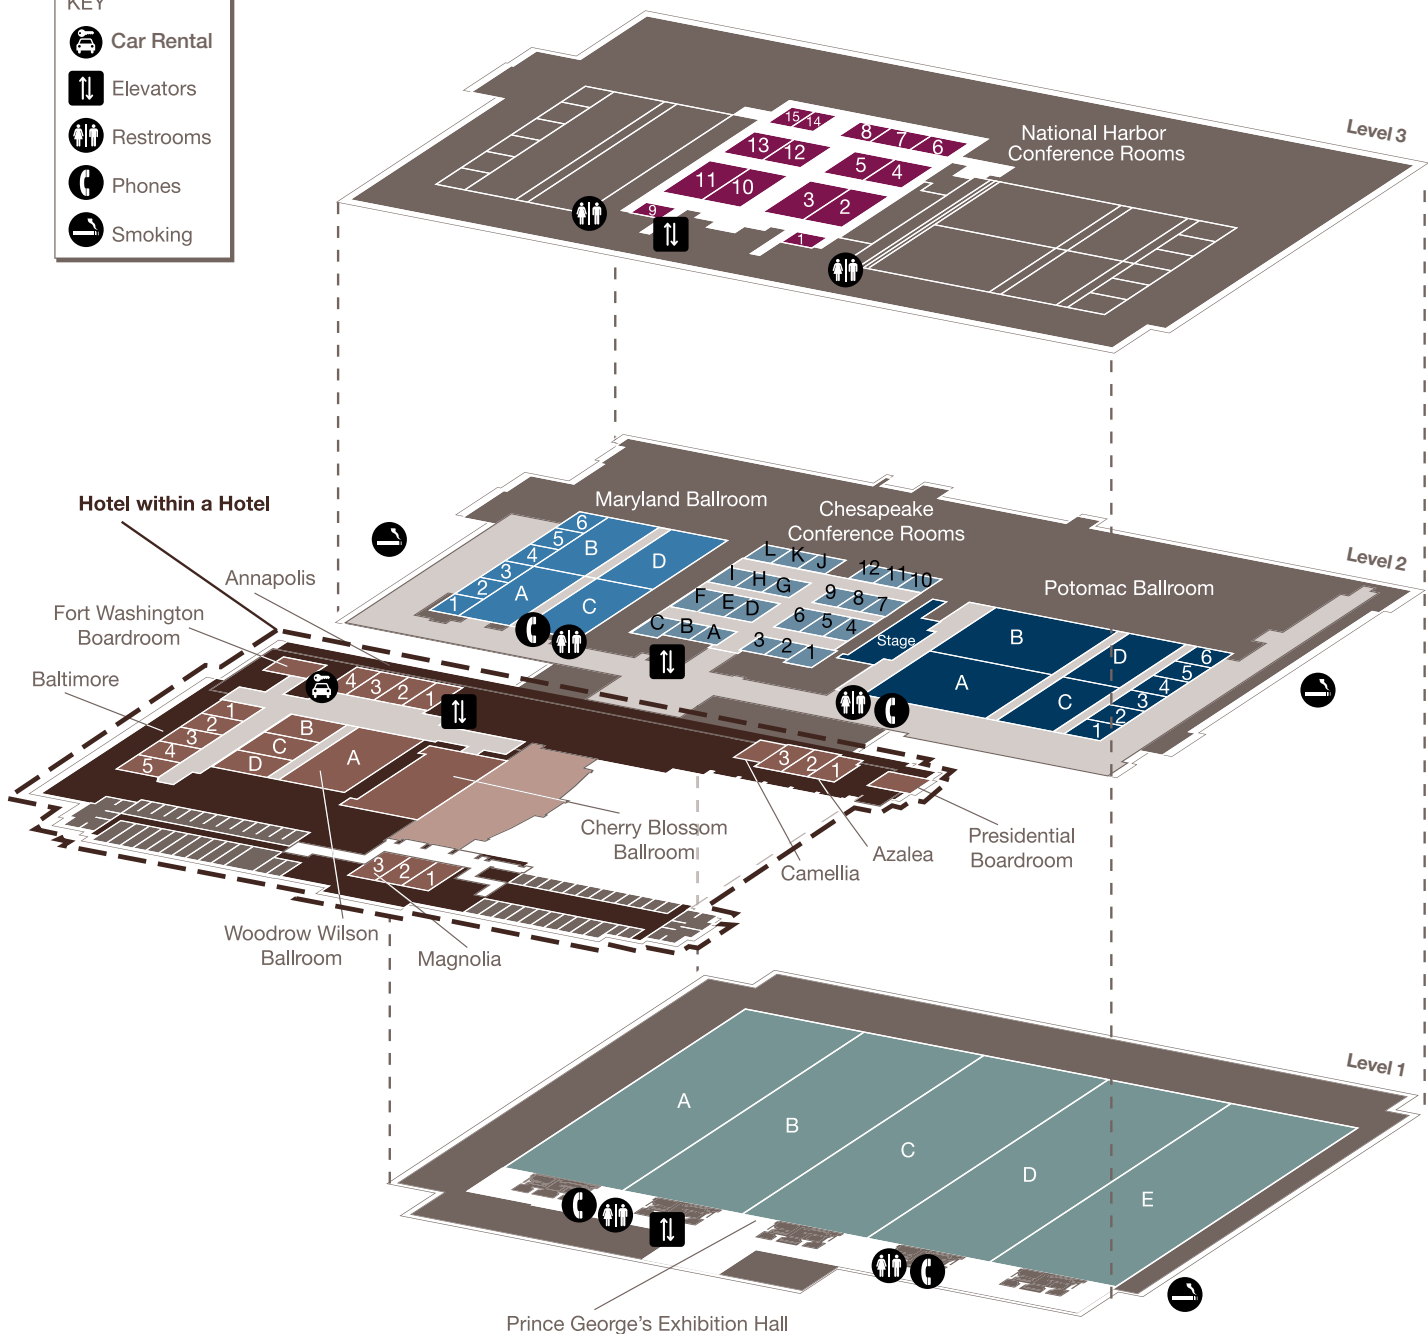 KEY
Car Rental
Elevators
Restrooms
Phones
Smoking
Level 3
National Harbor
Conference Rooms
15 14
8 7 6
13 12
5 4
11 10
3 2
9
1
Level 2
Maryland Ballroom
Chesapeake
Conference Rooms
Potomac Ballroom
6
5
4
3
2
1
B
D
A
C
L K J
12 11 10
I H G
9 8 7
F E D
6 5 4
C B A
3 2 1
Stage
B
D
A
C
6
5
4
3
2
1
Hotel within a Hotel
Annapolis
Fort Washington
Boardroom
Baltimore
4 3 2 1
1
2
3
4
5
B
C
D
A
3 2 1
Cherry Blossom
Ballroom
Camellia
Azalea
Presidential
Boardroom
3 2 1
Woodrow Wilson
Ballroom
Magnolia
Level 1
A
B
C
D
E
Prince George's Exhibition Hall